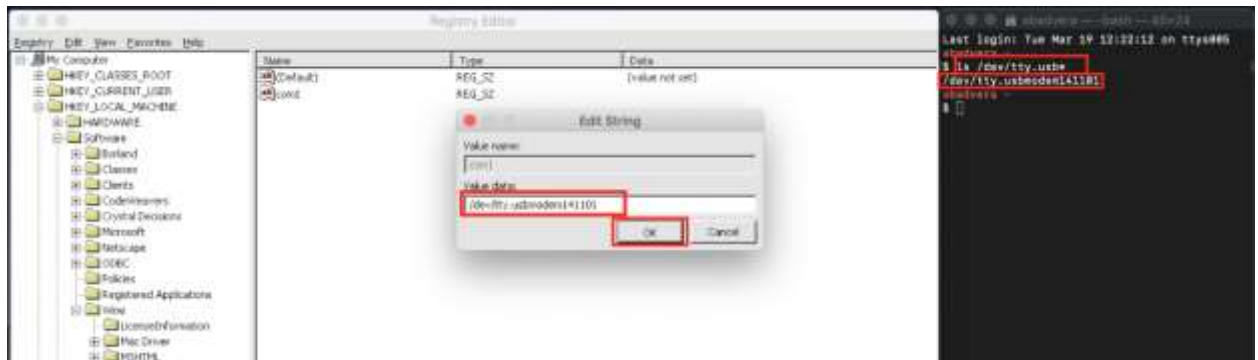 Registry Editor
Registry Edit View Favorites Help
My Computer
HKEY_CLASSES_ROOT
HKEY_CURRENT_USER
HKEY_LOCAL_MACHINE
HARDWARE
Software
Borland
Classes
Clients
CodeWeavers
Crystal Decisions
Microsoft
Netscape
ODBC
Policies
Registered Applications
Wine
LicenseInformation
Mac Driver
MSHTML
Name Type Data
(Default) REG_SZ (value not set)
com1 REG_SZ
Edit String
Value name:
com1
Value data:
/dev/tty.usbmodem141101
OK Cancel
bash
Last login: Tue Mar 19 12:22:12 on ttys005
$ ls /dev/tty.usb*
/dev/tty.usbmodem141101
$